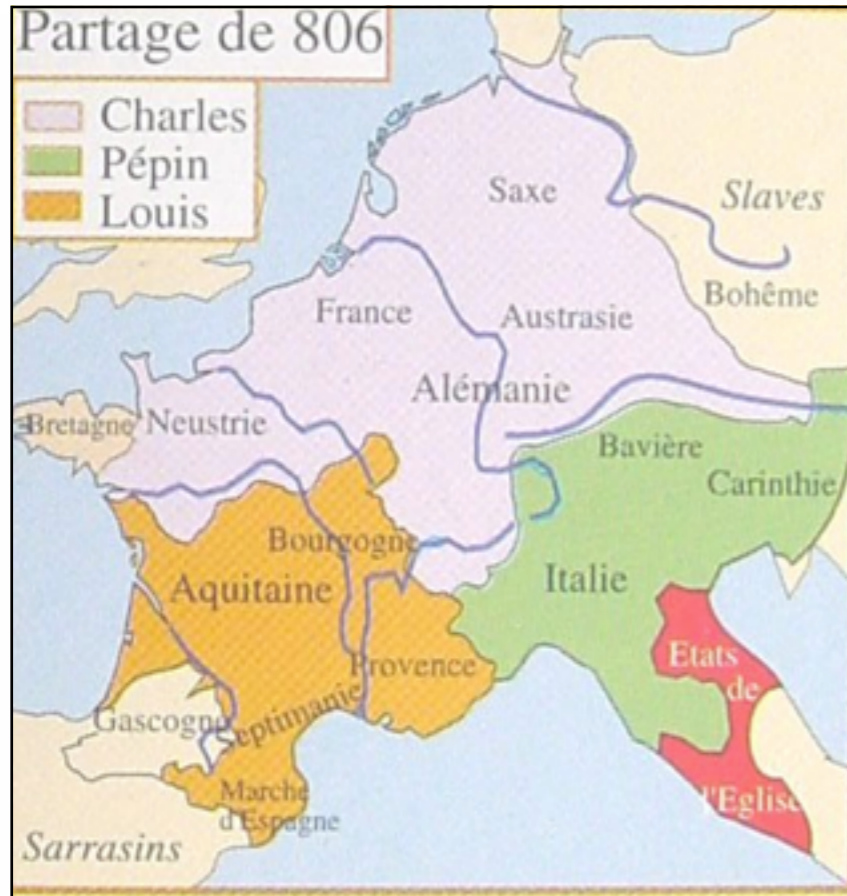 Partage de 806
Charles
Pépin
Louis
Saxe
Slaves
Bohême
France
Austrasie
Alémanie
Bretagne
Neustrie
Bavière
Carinthie
Bourgogne
Aquitaine
Italie
Provence
Etats
de
l'Eglise
Gascogne
Septimanie
Marche
d'Espagne
Sarrasins